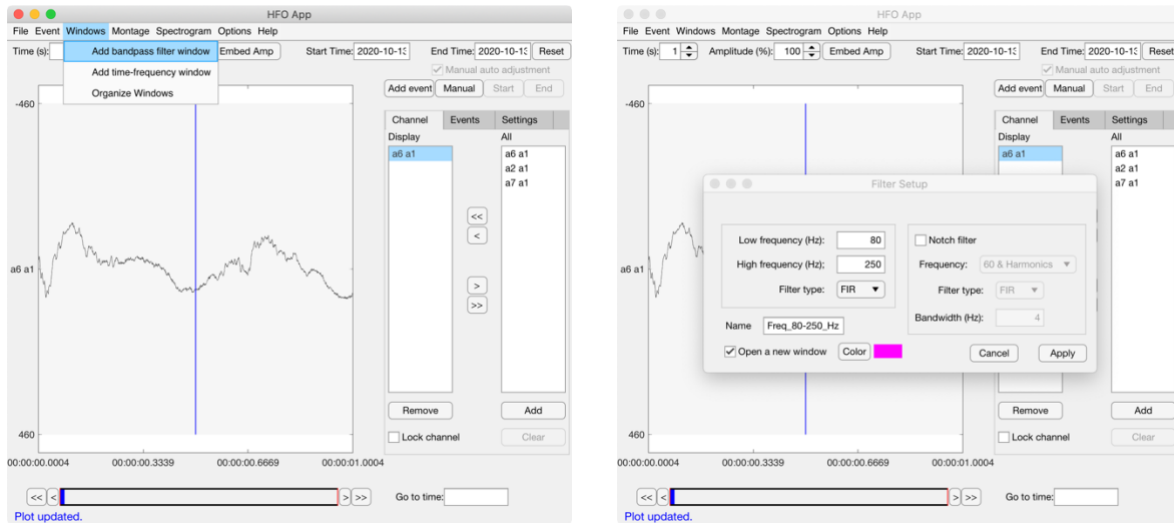 HFO App
File Event Windows Montage Spectrogram Options Help
Time (s): Add bandpass filter window Embed Amp Start Time: 2020-10-13 End Time: 2020-10-13 Reset
Add time-frequency window
Organize Windows
Manual auto adjustment
Add event Manual Start End
-460
Channel Events Settings
Display All
a6 a1 a6 a1
a2 a1
a7 a1
<<
<
a6 a1
>
>>
Remove Add
460
Lock channel Clear
00:00:00.0004 00:00:00.3339 00:00:00.6669 00:00:01.0004
<< < > >> Go to time:
Plot updated.
HFO App
File Event Windows Montage Spectrogram Options Help
Time (s): 1 Amplitude (%): 100 Embed Amp Start Time: 2020-10-13 End Time: 2020-10-13 Reset
Manual auto adjustment
Add event Manual Start End
-460
Channel Events Settings
Display All
a6 a1 a6 a1
a2 a1
a7 a1
Filter Setup
Low frequency (Hz): 80
High frequency (Hz): 250
Filter type: FIR
Notch filter
Frequency: 60 & Harmonics
Filter type: FIR
Bandwidth (Hz): 4
Name Freq_80-250_Hz
Open a new window Color
Cancel Apply
a6 a1
Remove Add
460
Lock channel Clear
00:00:00.0004 00:00:00.3339 00:00:00.6669 00:00:01.0004
<< < > >> Go to time:
Plot updated.